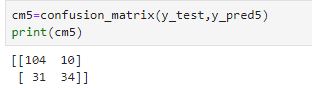 cm5=confusion_matrix(y_test,y_pred5)
print(cm5)
[[104  10]
 [ 31  34]]